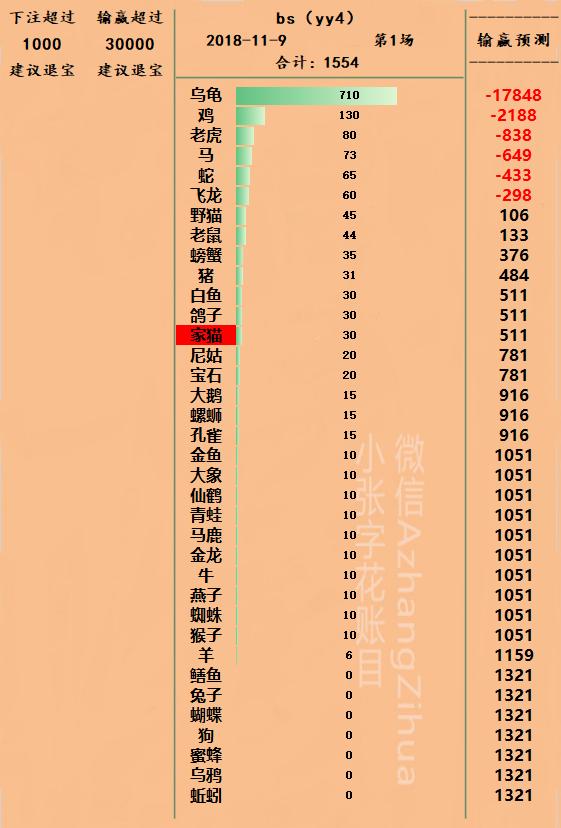 下注超过 输赢超过
1000 30000
建议退宝 建议退宝
bs（yy4）
2018-11-9 第1场
合计：1554
----------
输赢预测
----------
乌龟 710 -17848
鸡 130 -2188
老虎 80 -838
马 73 -649
蛇 65 -433
飞龙 60 -298
野猫 45 106
老鼠 44 133
螃蟹 35 376
猪 31 484
白鱼 30 511
鸽子 30 511
家猫 30 511
尼姑 20 781
宝石 20 781
大鹅 15 916
螺蛳 15 916
孔雀 15 916
金鱼 10 1051
大象 10 1051
仙鹤 10 1051
青蛙 10 1051
马鹿 10 1051
金龙 10 1051
牛 10 1051
燕子 10 1051
蜘蛛 10 1051
猴子 10 1051
羊 6 1159
鳝鱼 0 1321
兔子 0 1321
蝴蝶 0 1321
狗 0 1321
蜜蜂 0 1321
乌鸦 0 1321
蚯蚓 0 1321
微信AzhangZihua
小张字花账目